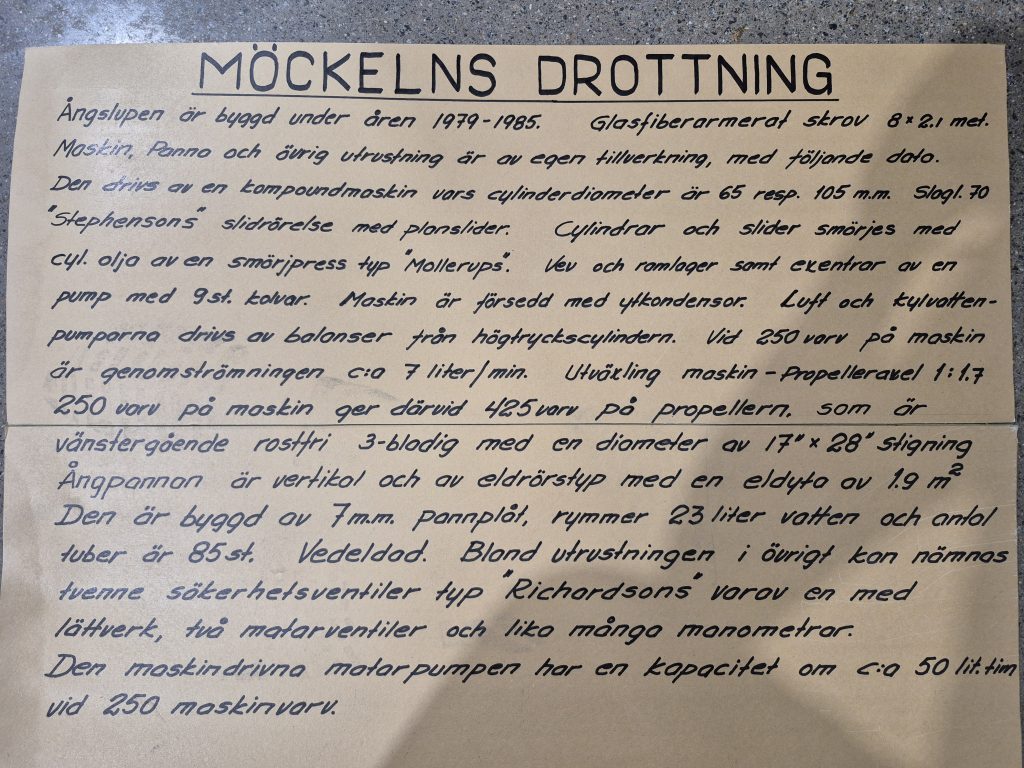 MÖCKELNS DROTTNING
Ångslupen är byggd under åren 1979-1985. Glasfiberarmerat skrov 8 × 2.1 met.
Maskin, Panna och övrig utrustning är av egen tillverkning, med följande data.
Den drivs av en kompoundmaskin vars cylinderdiameter är 65 resp. 105 m.m. Slagl. 70
"Stephensons" slidrörelse med planslider. Cylindrar och slider smörjes med
cyl. olja av en smörjpress typ "Mollerups". Vev och ramlager samt exentrar av en
pump med 9 st. kolvar. Maskin är försedd med ytkondensor. Luft och kylvatten-
pumparna drivs av balanser från högtryckscylindern. Vid 250 varv på maskin
är genomströmningen c:a 7 liter/min. Utväxling maskin - Propelleraxel 1:1.7
250 varv på maskin ger därvid 425 varv på propellern, som är
vänstergående rostfri 3-bladig med en diameter av 17" × 28" stigning
Ångpannan är vertikal och av eldrörstyp med en eldyta av 1.9 m²
Den är byggd av 7 m.m. pannplåt, rymmer 23 liter vatten och antal
tuber är 85 st. Vedeldad. Bland utrustningen i övrigt kan nämnas
tvenne säkerhetsventiler typ "Richardsons" varav en med
lättverk, två matarventiler och lika många manometrar.
Den maskindrivna matarpumpen har en kapacitet om c:a 50 lit.tim
vid 250 maskinvarv.